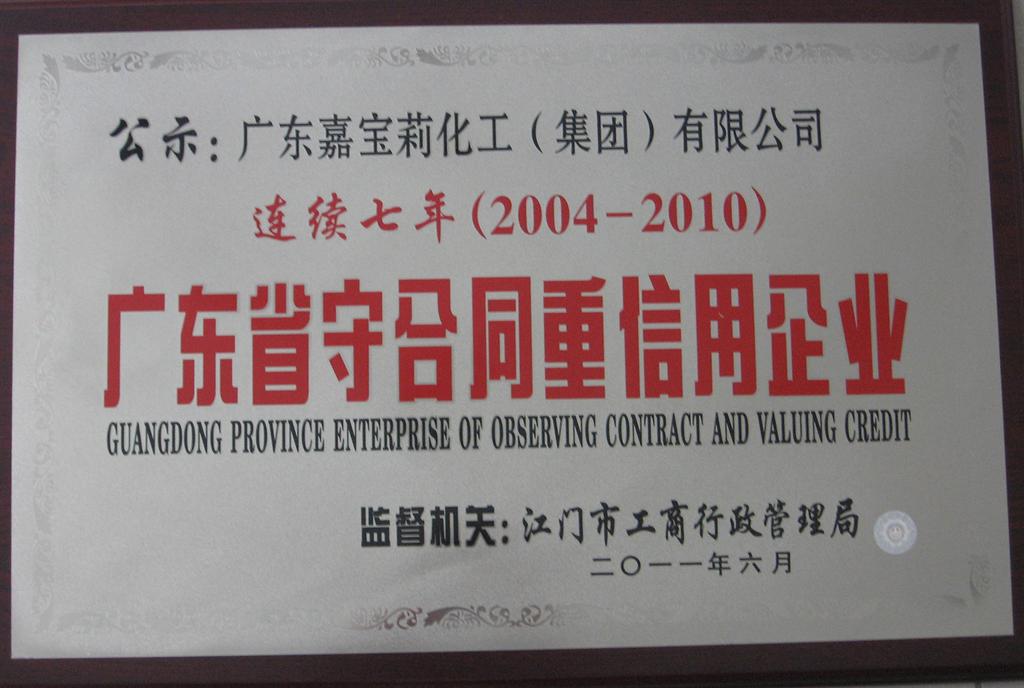 公示:广东嘉宝莉化工(集团)有限公司
连续七年(2004-2010)
广东省守合同重信用企业
GUANGDONG PROVINCE ENTERPRISE OF OBSERVING CONTRACT AND VALUING CREDIT
监督机关:江门市工商行政管理局
二〇一一年六月